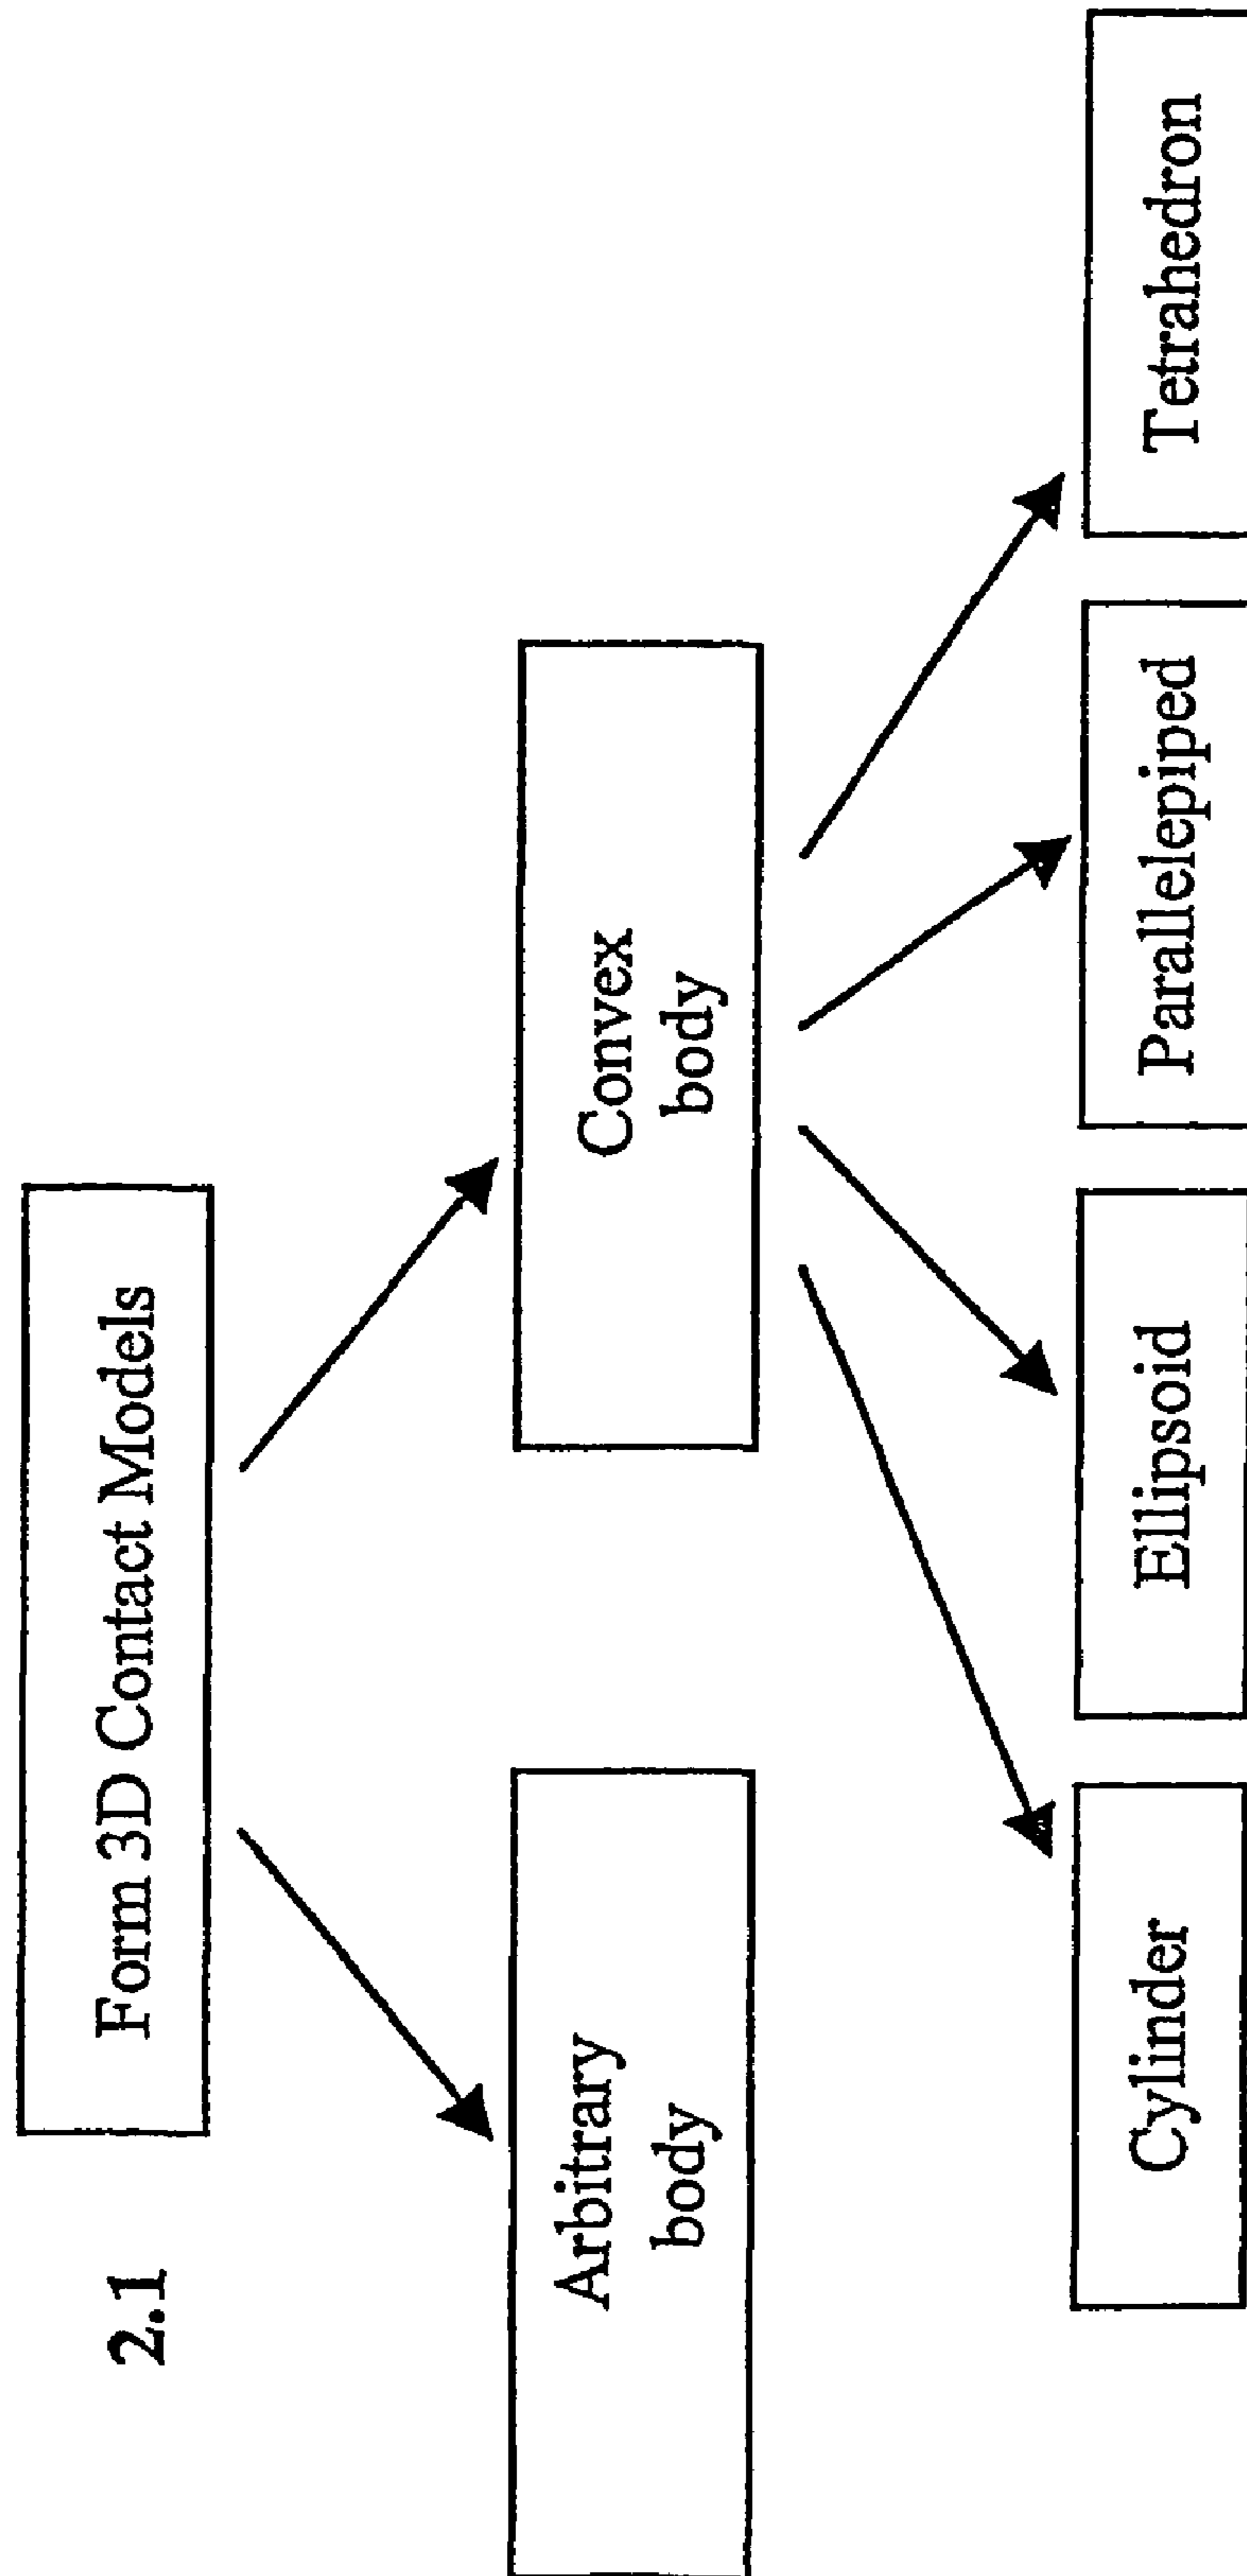 2.1
Form 3D Contact Models
Arbitrary
body
Convex
body
Cylinder
Ellipsoid
Parallelepiped
Tetrahedron